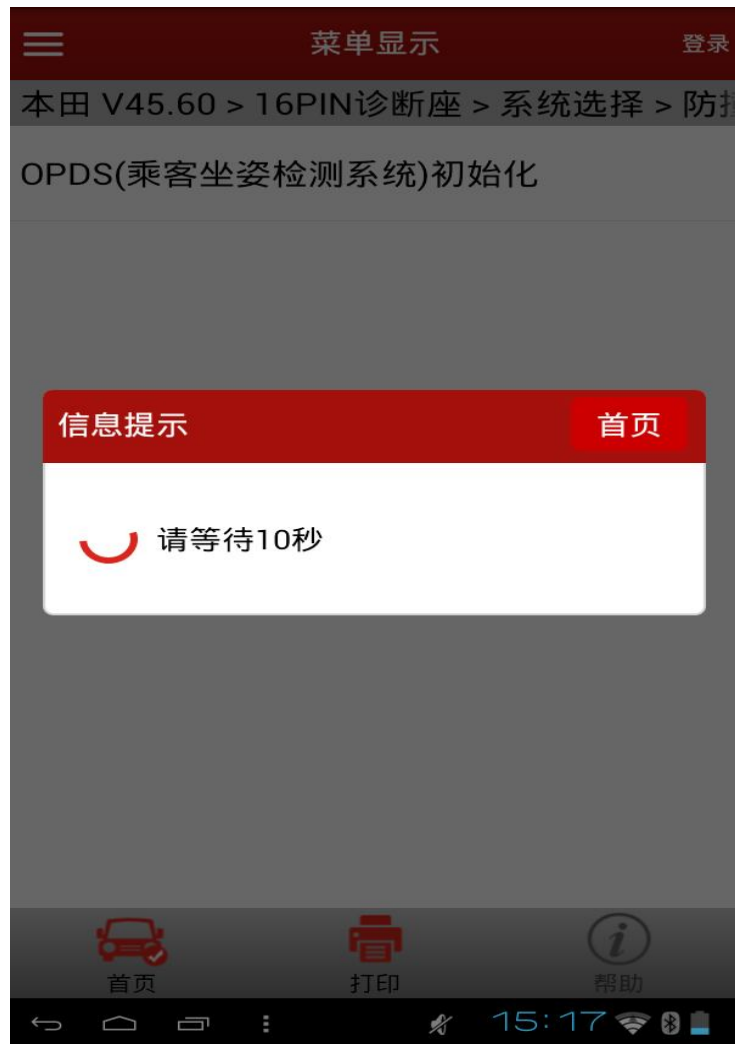 菜单显示 登录
本田 V45.60 > 16PIN诊断座 > 系统选择 > 防
OPDS(乘客坐姿检测系统)初始化
信息提示 首页
请等待10秒
首页 打印 帮助
15:17